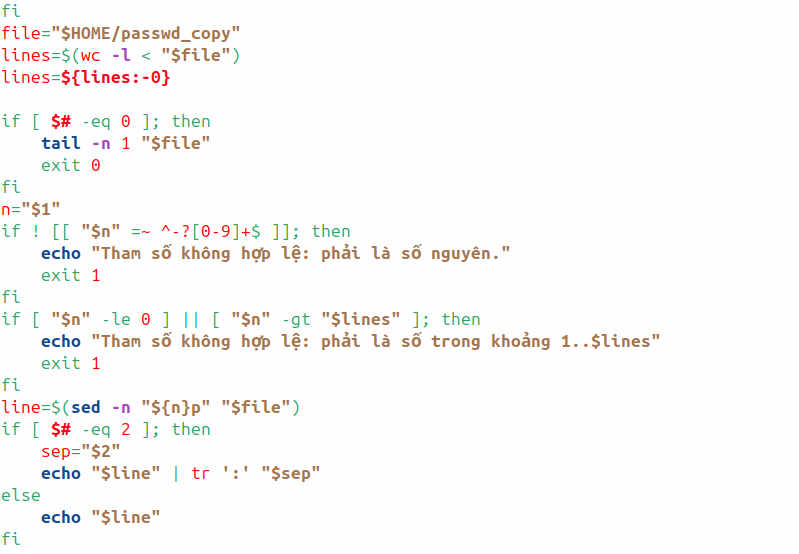 fi
file="$HOME/passwd_copy"
lines=$(wc -l < "$file")
lines=${lines:-0}

if [ $# -eq 0 ]; then
    tail -n 1 "$file"
    exit 0
fi
n="$1"
if ! [[ "$n" =~ ^-?[0-9]+$ ]]; then
    echo "Tham số không hợp lệ: phải là số nguyên."
    exit 1
fi
if [ "$n" -le 0 ] || [ "$n" -gt "$lines" ]; then
    echo "Tham số không hợp lệ: phải là số trong khoảng 1..$lines"
    exit 1
fi
line=$(sed -n "${n}p" "$file")
if [ $# -eq 2 ]; then
    sep="$2"
    echo "$line" | tr ':' "$sep"
else
    echo "$line"
fi